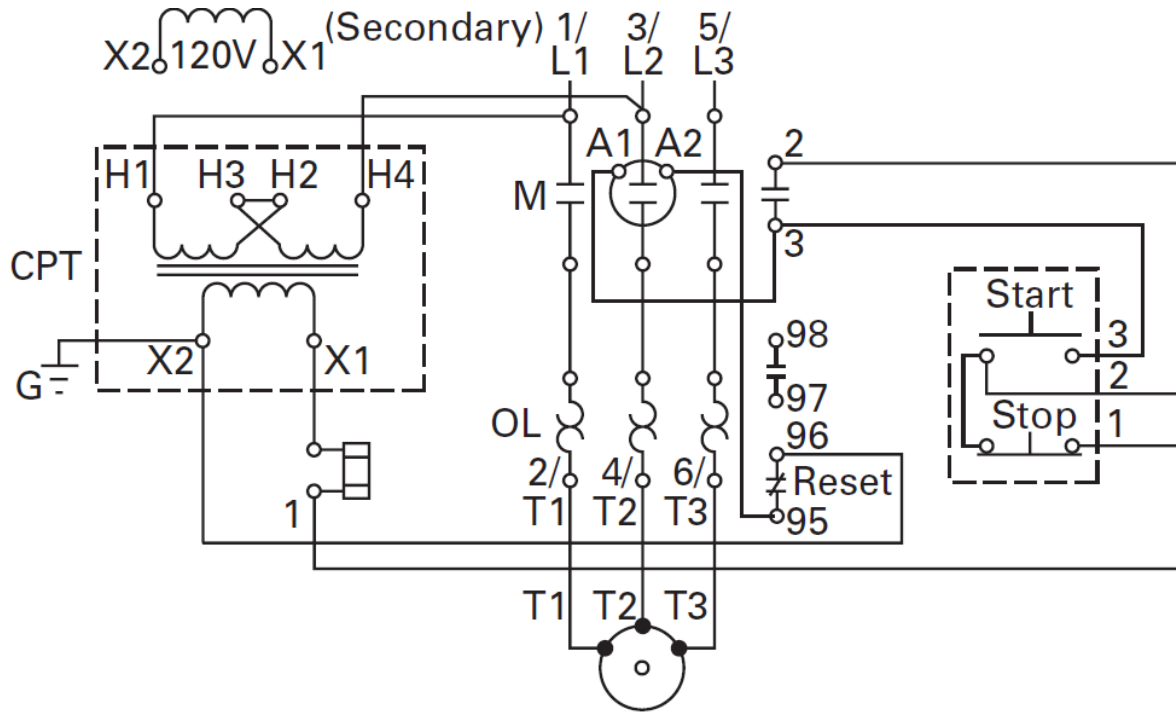 (Secondary) 1/ 3/ 5/
X2 120V X1 L1 L2 L3
A1 A2 2
H1 H3 H2 H4
M
3
CPT
Start
98 3
X2 X1
G 97 2
OL Stop 1
96
2/ 4/ 6/ Reset
1 T1 T2 T3 95
T1 T2 T3